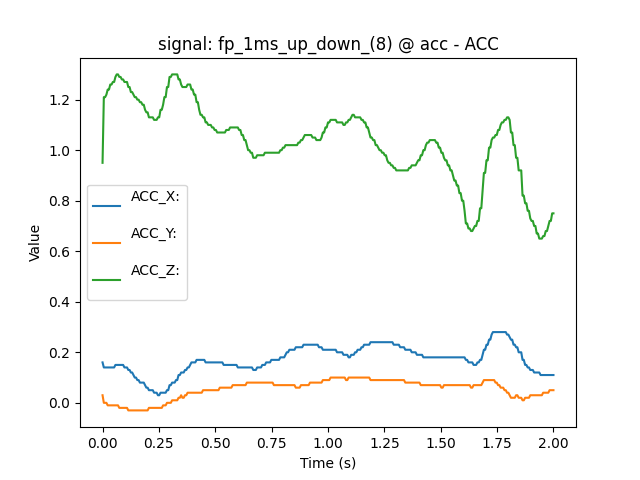 signal: fp_1ms_up_down_(8) @ acc - ACC
Value
1.2
1.0
0.8
0.6
0.4
0.2
0.0
ACC_X:
ACC_Y:
ACC_Z:
0.00 0.25 0.50 0.75 1.00 1.25 1.50 1.75 2.00
Time (s)